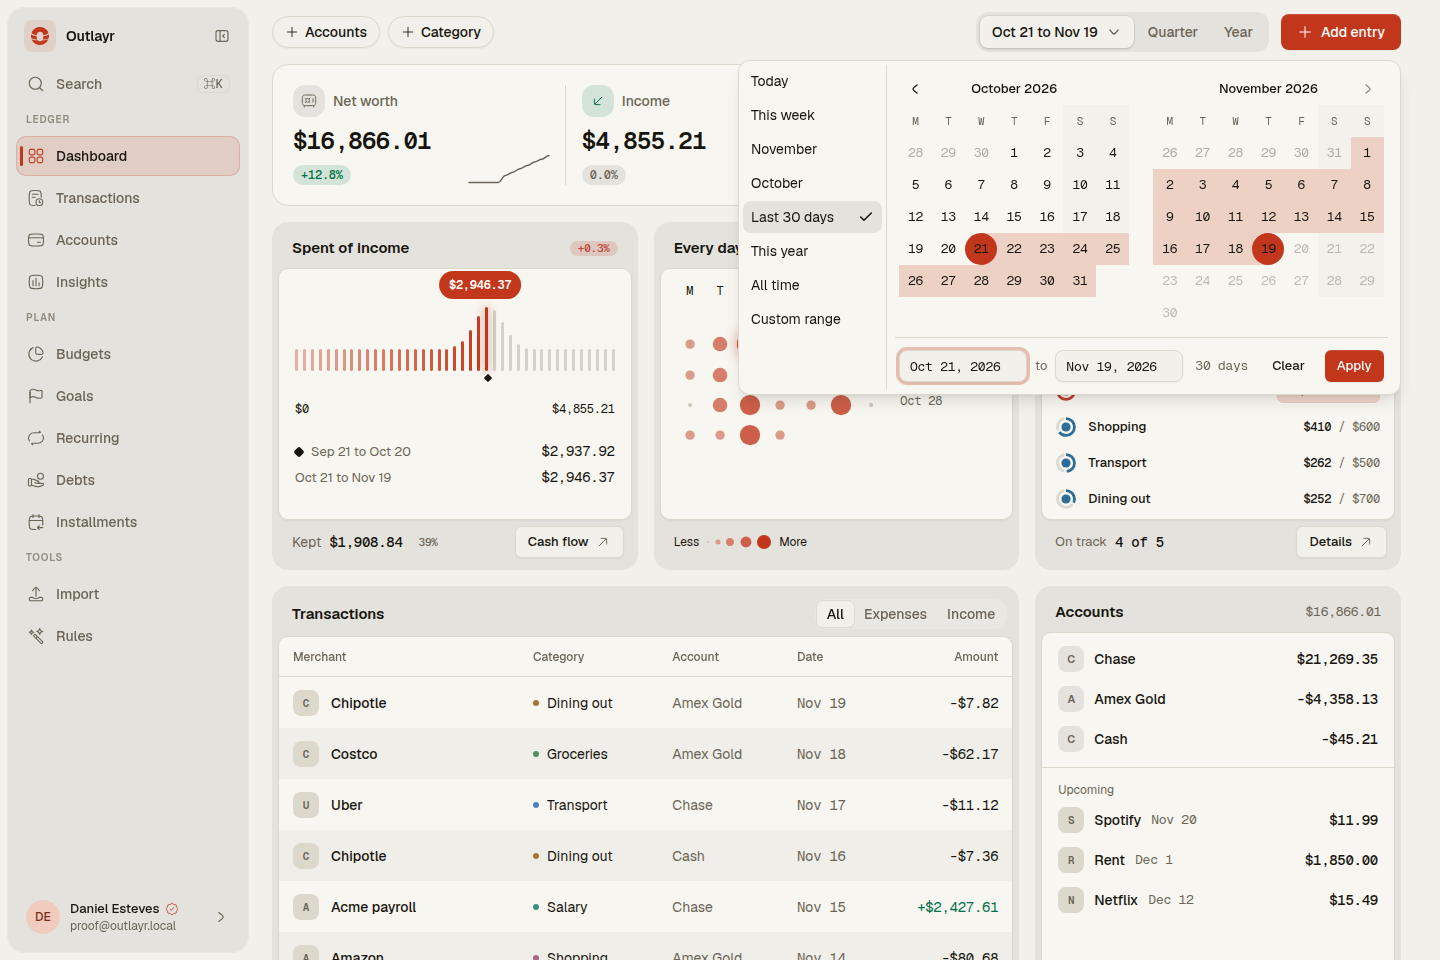 Outlayr
Search
⌘K
LEDGER
Dashboard
Transactions
Accounts
Insights
PLAN
Budgets
Goals
Recurring
Debts
Installments
TOOLS
Import
Rules
DE
Daniel Esteves
proof@outlayr.local
+ Accounts
+ Category
Oct 21 to Nov 19
Quarter
Year
+ Add entry
Net worth
$16,866.01
+12.8%
Income
$4,855.21
0.0%
Today
This week
November
October
Last 30 days
This year
All time
Custom range
October 2026
M T W T F S S
28 29 30 1 2 3 4
5 6 7 8 9 10 11
12 13 14 15 16 17 18
19 20 21 22 23 24 25
26 27 28 29 30 31
November 2026
M T W T F S S
26 27 28 29 30 31 1
2 3 4 5 6 7 8
9 10 11 12 13 14 15
16 17 18 19 20 21 22
23 24 25 26 27 28 29
30
Oct 21, 2026 to Nov 19, 2026 30 days
Clear
Apply
Spent of income
+0.3%
$2,946.37
$0 $4,855.21
Sep 21 to Oct 20 $2,937.92
Oct 21 to Nov 19 $2,946.37
Kept $1,908.84 39%
Cash flow
Every day
M T
Oct 28
Less More
Shopping $410 / $600
Transport $262 / $500
Dining out $252 / $700
On track 4 of 5
Details
Transactions
All Expenses Income
Merchant Category Account Date Amount
C Chipotle Dining out Amex Gold Nov 19 -$7.82
C Costco Groceries Amex Gold Nov 18 -$62.17
U Uber Transport Chase Nov 17 -$11.12
C Chipotle Dining out Cash Nov 16 -$7.36
A Acme payroll Salary Chase Nov 15 +$2,427.61
A Amazon Shopping Amex Gold Nov 14 -$80.68
Accounts $16,866.01
C Chase $21,269.35
A Amex Gold -$4,358.13
C Cash -$45.21
Upcoming
S Spotify Nov 20 $11.99
R Rent Dec 1 $1,850.00
N Netflix Dec 12 $15.49